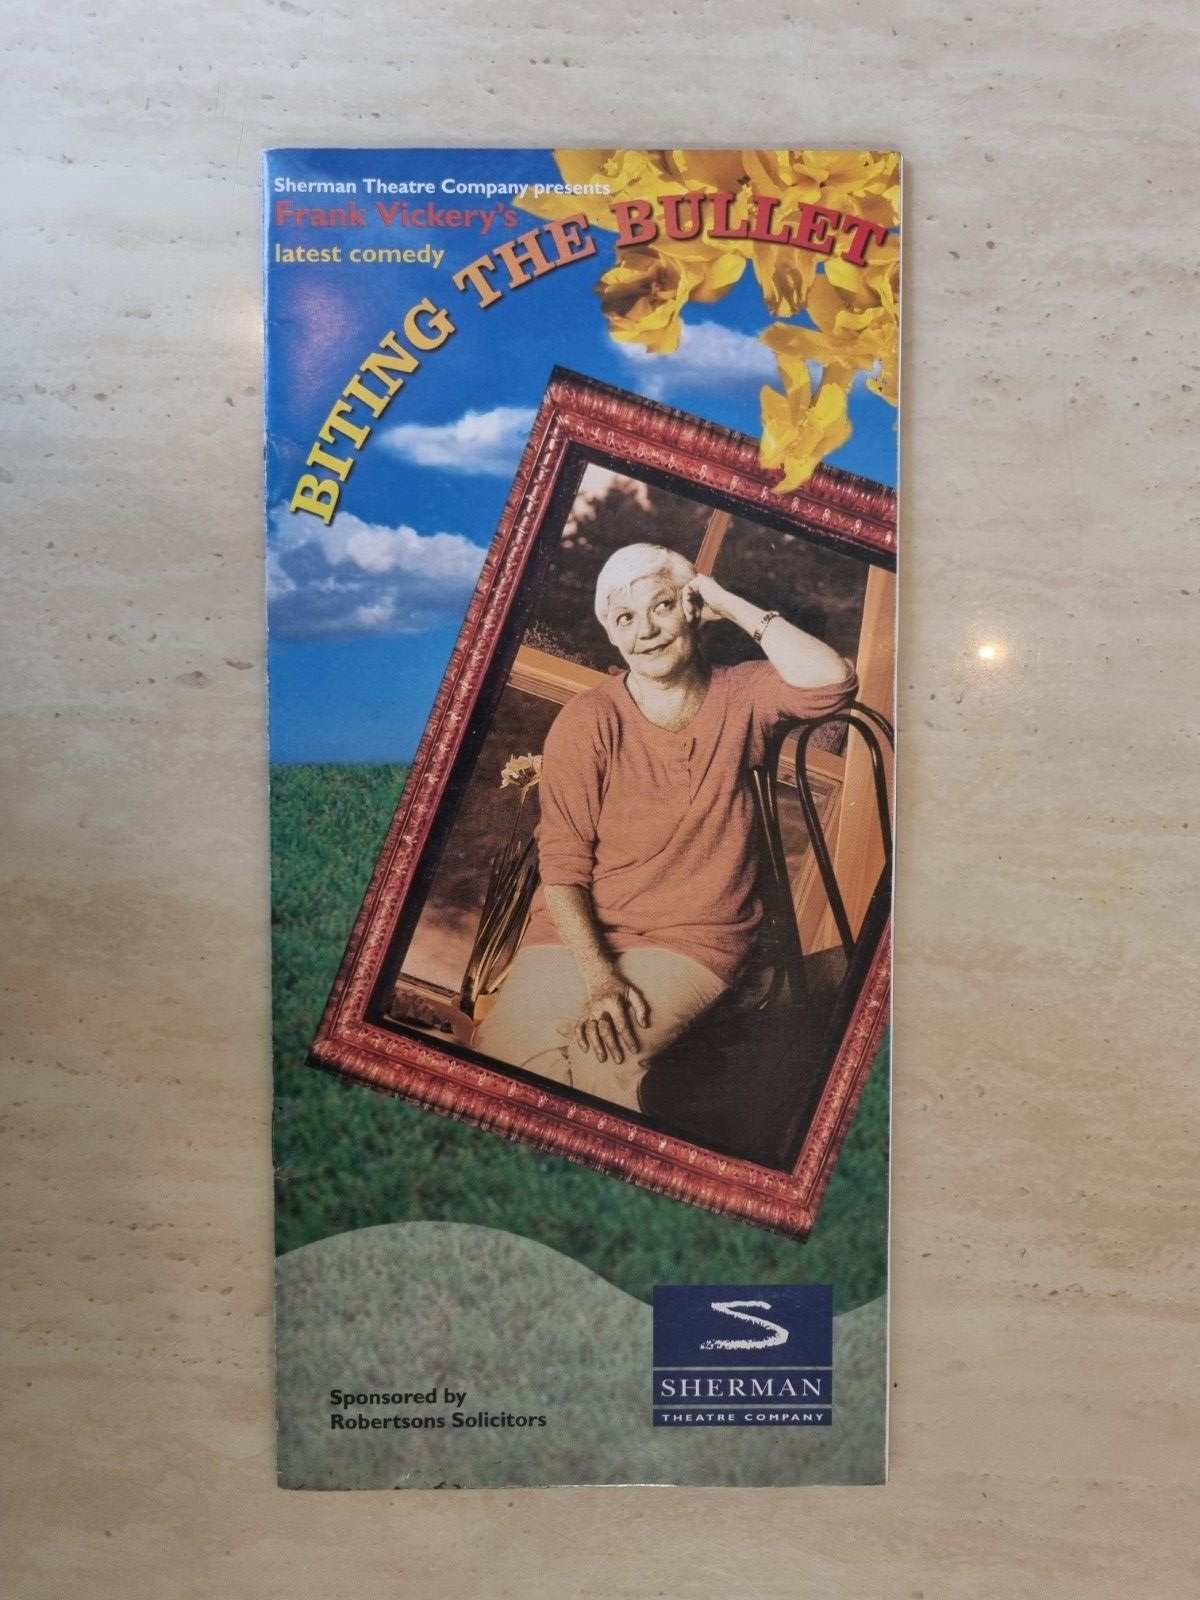 Sherman Theatre Company presents
Frank Vickery's
latest comedy
BITING THE BULLET
Sponsored by
Robertsons Solicitors
S
SHERMAN
THEATRE COMPANY